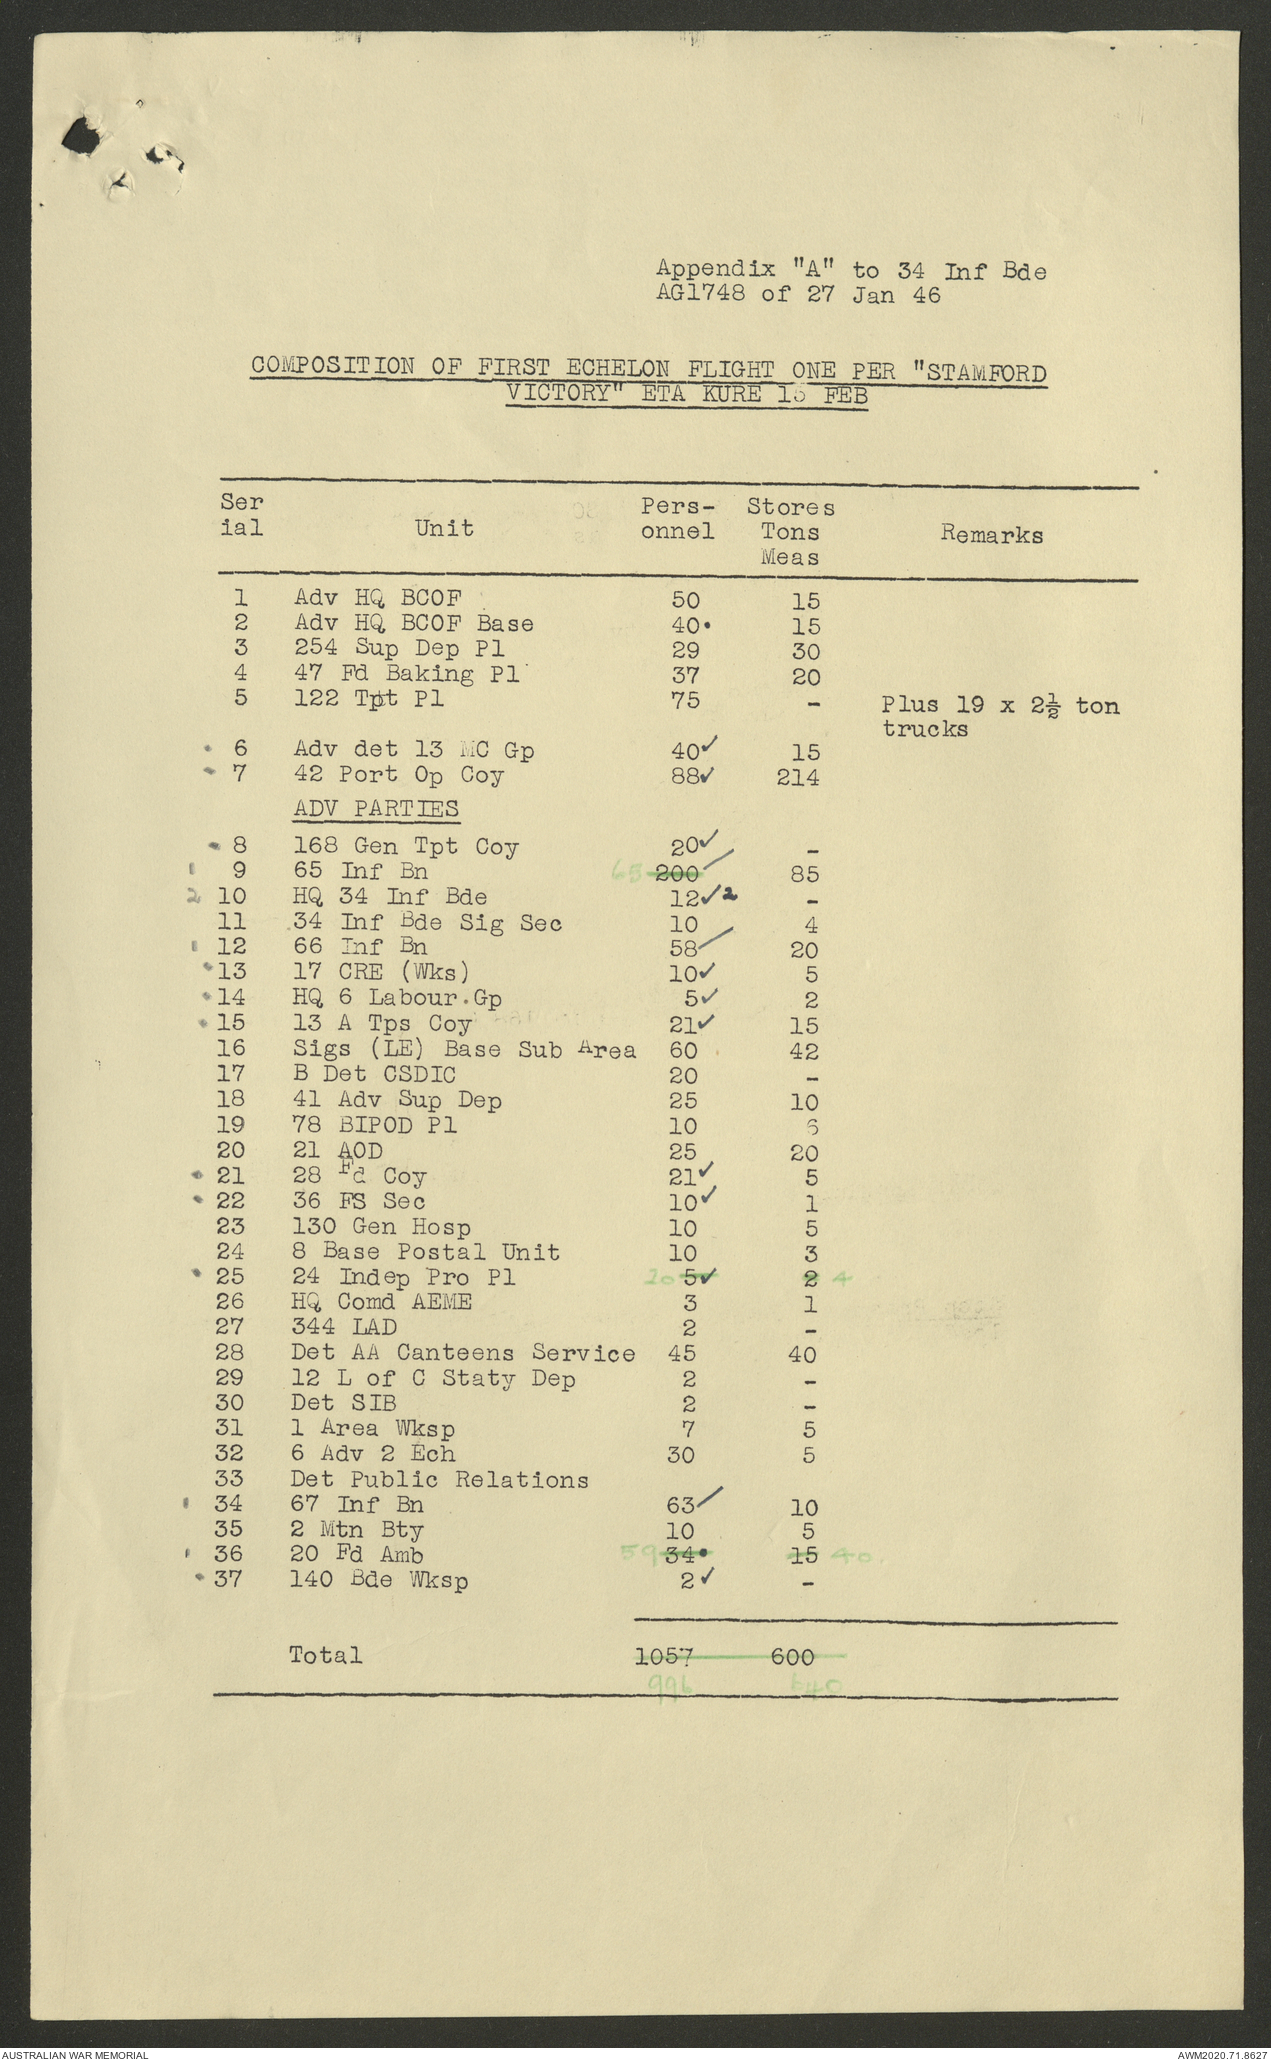 Appendix "A" to 34 Inf Bde
AG1748 of 27 Jan 46
COMPOSITION OF FIRST ECHELON FLIGHT ONE PER "STAMFORD
VICTORY" ETA KURE 15 FEB
Ser Pers- Stores
ial Unit onnel Tons Remarks
Meas
1 Adv HQ BCOF 50 15
2 Adv HQ BCOF Base 40 15
3 254 Sup Dep Pl 29 30
4 47 Fd Baking Pl 37 20
5 122 Tpt Pl 75 - Plus 19 x 2½ ton
trucks
6 Adv det 13 MC Gp 40✓ 15
7 42 Port Op Coy 88✓ 214
ADV PARTIES
8 168 Gen Tpt Coy 20✓ -
9 65 Inf Bn 65 200 85
2 10 HQ 34 Inf Bde 12✓2 -
11 34 Inf Bde Sig Sec 10 4
12 66 Inf Bn 58 20
13 17 CRE (Wks) 10✓ 5
14 HQ 6 Labour.Gp 5✓ 2
15 13 A Tps Coy 21✓ 15
16 Sigs (LE) Base Sub Area 60 42
17 B Det CSDIC 20 -
18 41 Adv Sup Dep 25 10
19 78 BIPOD Pl 10 6
20 21 AOD 25 20
21 28 Fd Coy 21✓ 5
22 36 FS Sec 10✓ 1
23 130 Gen Hosp 10 5
24 8 Base Postal Unit 10 3
25 24 Indep Pro Pl 10 5✓ 2 4
26 HQ Comd AEME 3 1
27 344 LAD 2 -
28 Det AA Canteens Service 45 40
29 12 L of C Staty Dep 2 -
30 Det SIB 2 -
31 1 Area Wksp 7 5
32 6 Adv 2 Ech 30 5
33 Det Public Relations
34 67 Inf Bn 63 10
35 2 Mtn Bty 10 5
36 20 Fd Amb 59 34 15 40.
37 140 Bde Wksp 2✓ -
Total 1057 600
996 640
AUSTRALIAN WAR MEMORIAL AWM2020.71.8627